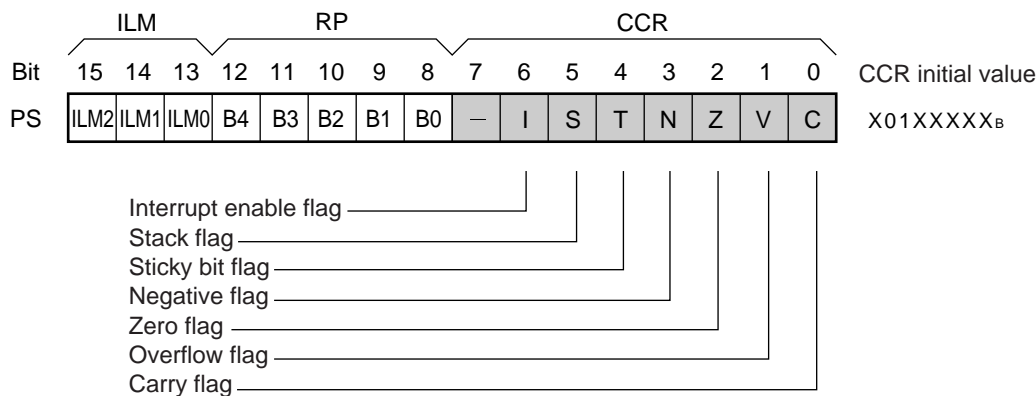 ILM RP CCR
Bit 15 14 13 12 11 10 9 8 7 6 5 4 3 2 1 0 CCR initial value
PS ILM2 ILM1 ILM0 B4 B3 B2 B1 B0 – I S T N Z V C X01XXXXXB
Interrupt enable flag
Stack flag
Sticky bit flag
Negative flag
Zero flag
Overflow flag
Carry flag